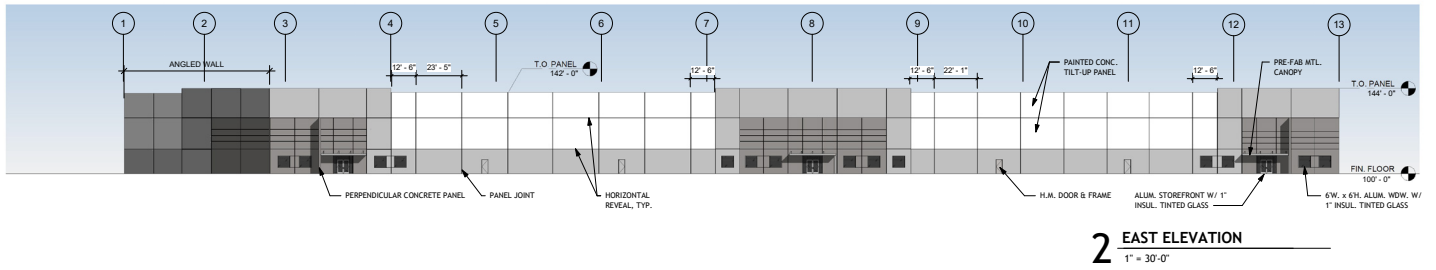 1 2 3 4 5 6 7 8 9 10 11 12 13
ANGLED WALL
12' - 6" 23' - 5"
T.O. PANEL
142' - 0"
12' - 6"
12' - 6" 22' - 1"
PAINTED CONC.
TILT-UP PANEL
12' - 6"
PRE-FAB MTL.
CANOPY
T.O. PANEL
144' - 0"
FIN. FLOOR
100' - 0"
PERPENDICULAR CONCRETE PANEL
PANEL JOINT
HORIZONTAL
REVEAL, TYP.
H.M. DOOR & FRAME
ALUM. STOREFRONT W/ 1"
INSUL. TINTED GLASS
6'W. x 6'H. ALUM. WDW. W/
1" INSUL. TINTED GLASS
2 EAST ELEVATION
1" = 30'-0"